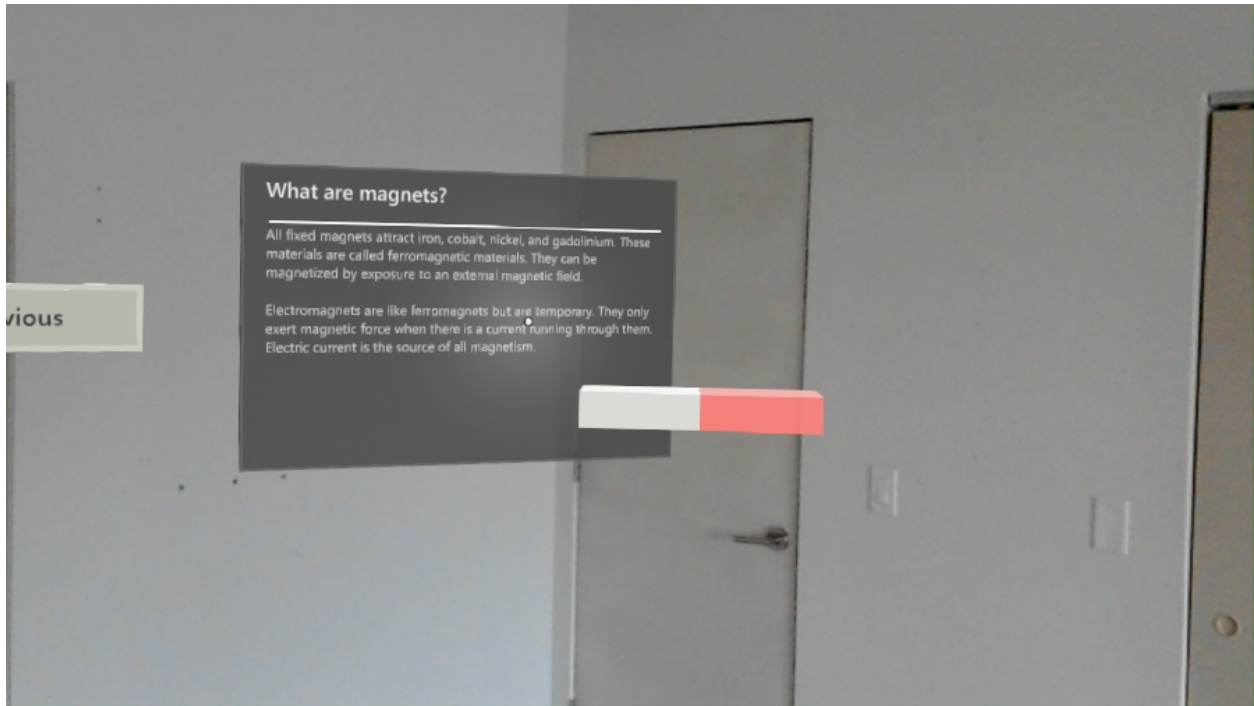 What are magnets?
All fixed magnets attract iron, cobalt, nickel, and gadolinium. These
materials are called ferromagnetic materials. They can be
magnetized by exposure to an external magnetic field.
Electromagnets are like ferromagnets but are temporary. They only
exert magnetic force when there is a current running through them.
Electric current is the source of all magnetism.
vious